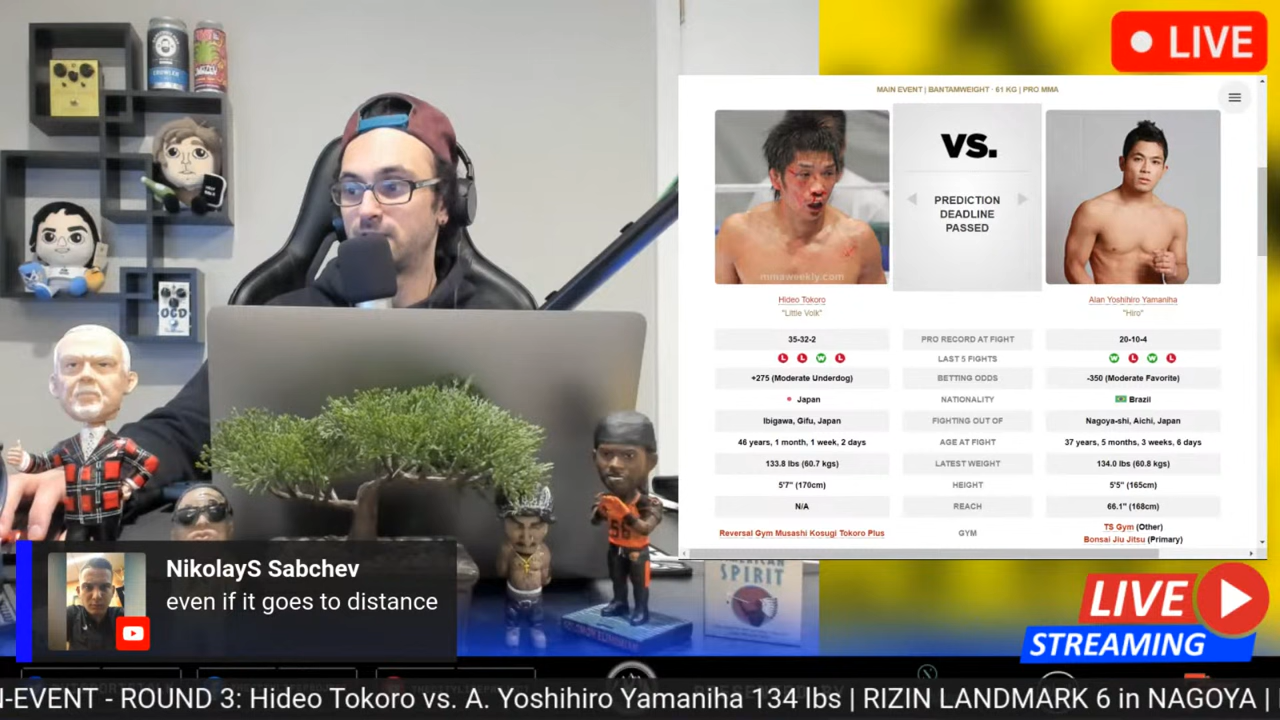 LIVE
MAIN EVENT | BANTAMWEIGHT · 61 KG | PRO MMA
VS.
PREDICTION
DEADLINE
PASSED
mmaweekly.com
Hideo Tokoro
Alan Yoshihiro Yamaniha
"Little Volk"
"Hiro"
35-32-2 PRO RECORD AT FIGHT 20-10-4
L L W L LAST 5 FIGHTS W L W L
+275 (Moderate Underdog) BETTING ODDS -350 (Moderate Favorite)
Japan NATIONALITY Brazil
Ibigawa, Gifu, Japan FIGHTING OUT OF Nagoya-shi, Aichi, Japan
46 years, 1 month, 1 week, 2 days AGE AT FIGHT 37 years, 5 months, 3 weeks, 6 days
133.8 lbs (60.7 kgs) LATEST WEIGHT 134.0 lbs (60.8 kgs)
5'7" (170cm) HEIGHT 5'5" (165cm)
N/A REACH 66.1" (168cm)
Reversal Gym Musashi Kosugi Tokoro Plus GYM TS Gym (Other)
Bonsai Jiu Jitsu (Primary)
CROWLER
OCD
SPIRIT
NikolayS Sabchev
even if it goes to distance
LIVE
STREAMING
N-EVENT - ROUND 3: Hideo Tokoro vs. A. Yoshihiro Yamaniha 134 lbs | RIZIN LANDMARK 6 in NAGOYA |